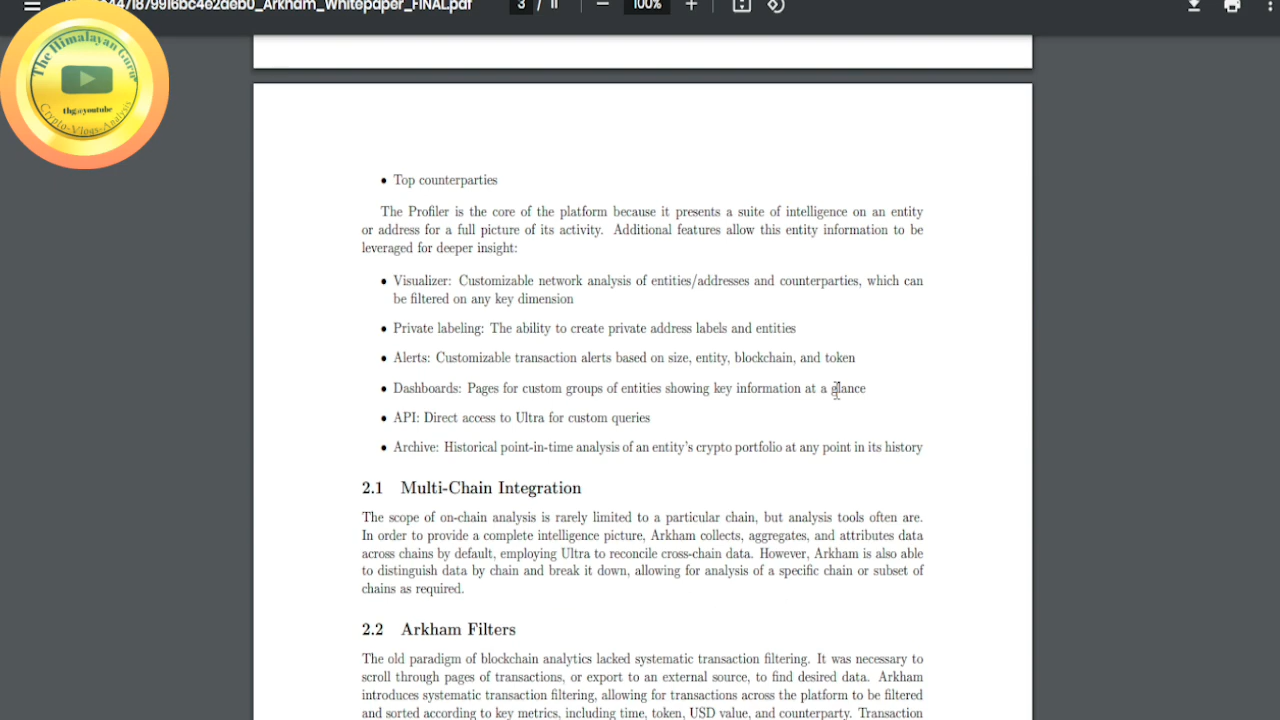 _Arkham_Whitepaper_FINAL.pdf
3 / 11
100%
The Himalayan Guru
thg@youtube
Crypto-Vlogs-Analysis
• Top counterparties
The Profiler is the core of the platform because it presents a suite of intelligence on an entity
or address for a full picture of its activity. Additional features allow this entity information to be
leveraged for deeper insight:
• Visualizer: Customizable network analysis of entities/addresses and counterparties, which can
be filtered on any key dimension
• Private labeling: The ability to create private address labels and entities
• Alerts: Customizable transaction alerts based on size, entity, blockchain, and token
• Dashboards: Pages for custom groups of entities showing key information at a glance
• API: Direct access to Ultra for custom queries
• Archive: Historical point-in-time analysis of an entity's crypto portfolio at any point in its history
2.1 Multi-Chain Integration
The scope of on-chain analysis is rarely limited to a particular chain, but analysis tools often are.
In order to provide a complete intelligence picture, Arkham collects, aggregates, and attributes data
across chains by default, employing Ultra to reconcile cross-chain data. However, Arkham is also able
to distinguish data by chain and break it down, allowing for analysis of a specific chain or subset of
chains as required.
2.2 Arkham Filters
The old paradigm of blockchain analytics lacked systematic transaction filtering. It was necessary to
scroll through pages of transactions, or export to an external source, to find desired data. Arkham
introduces systematic transaction filtering, allowing for transactions across the platform to be filtered
and sorted according to key metrics, including time, token, USD value, and counterparty. Transaction